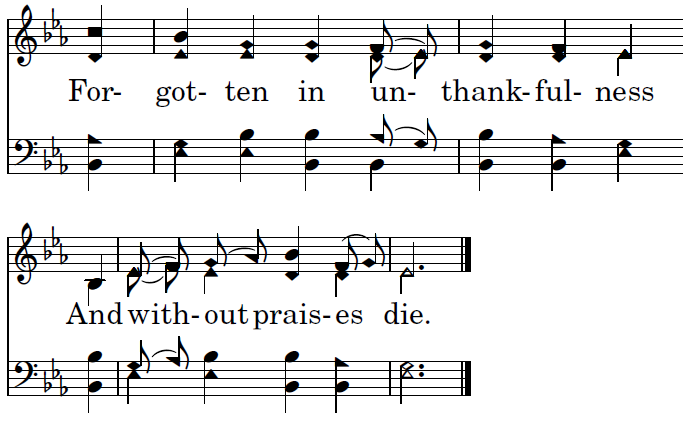 For- got- ten in un- thank- ful- ness
And with- out prais- es die.